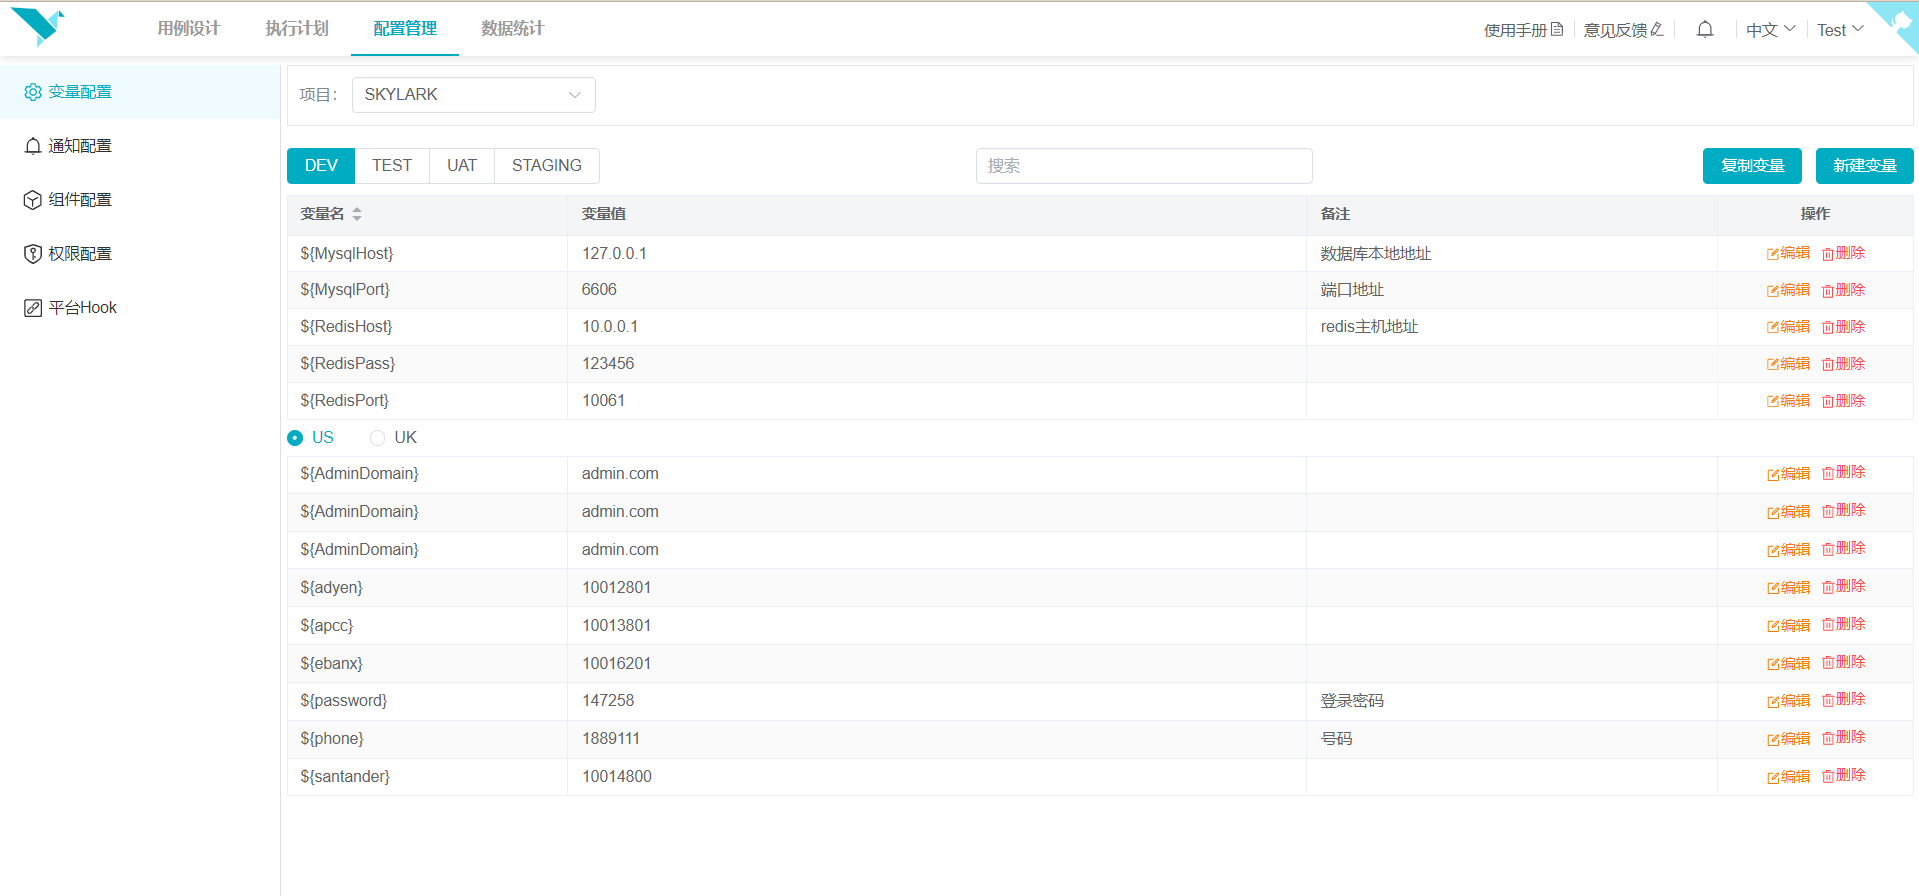 用例设计 执行计划 配置管理 数据统计 使用手册 意见反馈 中文 Test
变量配置
通知配置
组件配置
权限配置
平台Hook
项目： SKYLARK
DEV TEST UAT STAGING 搜索 复制变量 新建变量
变量名 变量值 备注 操作
${MysqlHost} 127.0.0.1 数据库本地地址 编辑 删除
${MysqlPort} 6606 端口地址 编辑 删除
${RedisHost} 10.0.0.1 redis主机地址 编辑 删除
${RedisPass} 123456 编辑 删除
${RedisPort} 10061 编辑 删除
US UK
${AdminDomain} admin.com 编辑 删除
${AdminDomain} admin.com 编辑 删除
${AdminDomain} admin.com 编辑 删除
${adyen} 10012801 编辑 删除
${apcc} 10013801 编辑 删除
${ebanx} 10016201 编辑 删除
${password} 147258 登录密码 编辑 删除
${phone} 1889111 号码 编辑 删除
${santander} 10014800 编辑 删除